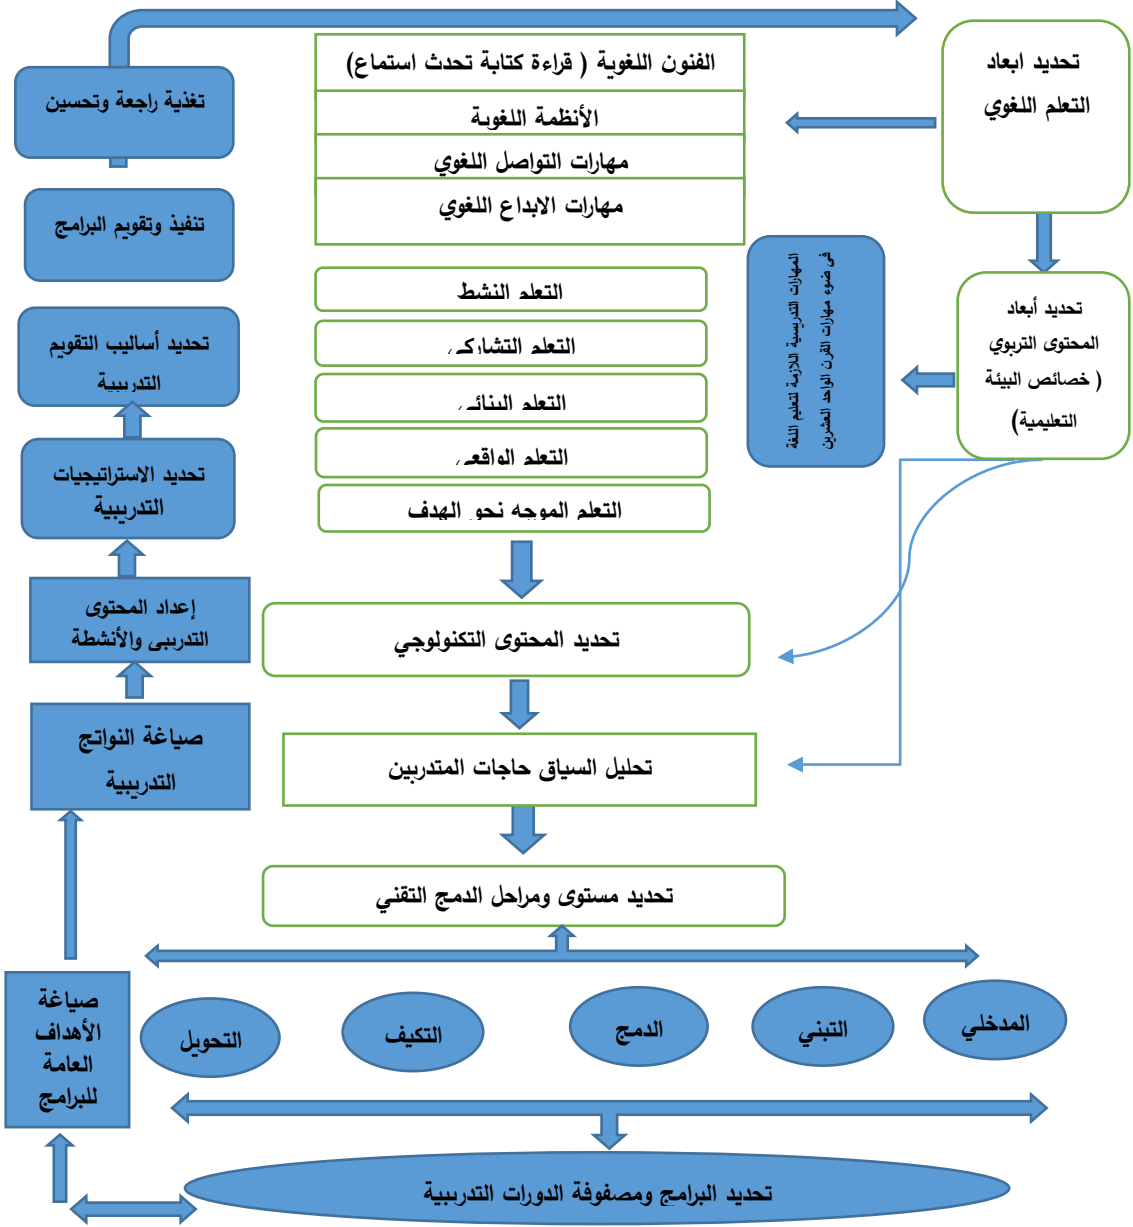 تحديد ابعاد
التعلم اللغوي
الفنون اللغوية ( قراءة كتابة تحدث استماع)
الأنظمة اللغوية
مهارات التواصل اللغوي
مهارات الابداع اللغوي
تحديد أبعاد
المحتوى التربوي
( خصائص البيئة
التعليمية)
المهارات التدريسية اللازمة لتعليم اللغة
في ضوء مهارات القرن الواحد العشرين
التعلم النشط
التعلم التشاركي
التعلم البنائي
التعلم الواقعي
التعلم الموجه نحو الهدف
تحديد المحتوى التكنولوجي
تحليل السياق حاجات المتدربين
تحديد مستوى ومراحل الدمج التقني
المدخلي
التبني
الدمج
التكيف
التحويل
تحديد البرامج ومصفوفة الدورات التدريبية
صياغة
الأهداف
العامة
للبرامج
صياغة النواتج
التدريبية
إعداد المحتوى
التدريبي والأنشطة
تحديد الاستراتيجيات
التدريبية
تحديد أساليب التقويم
التدريبية
تنفيذ وتقويم البرامج
تغذية راجعة وتحسين